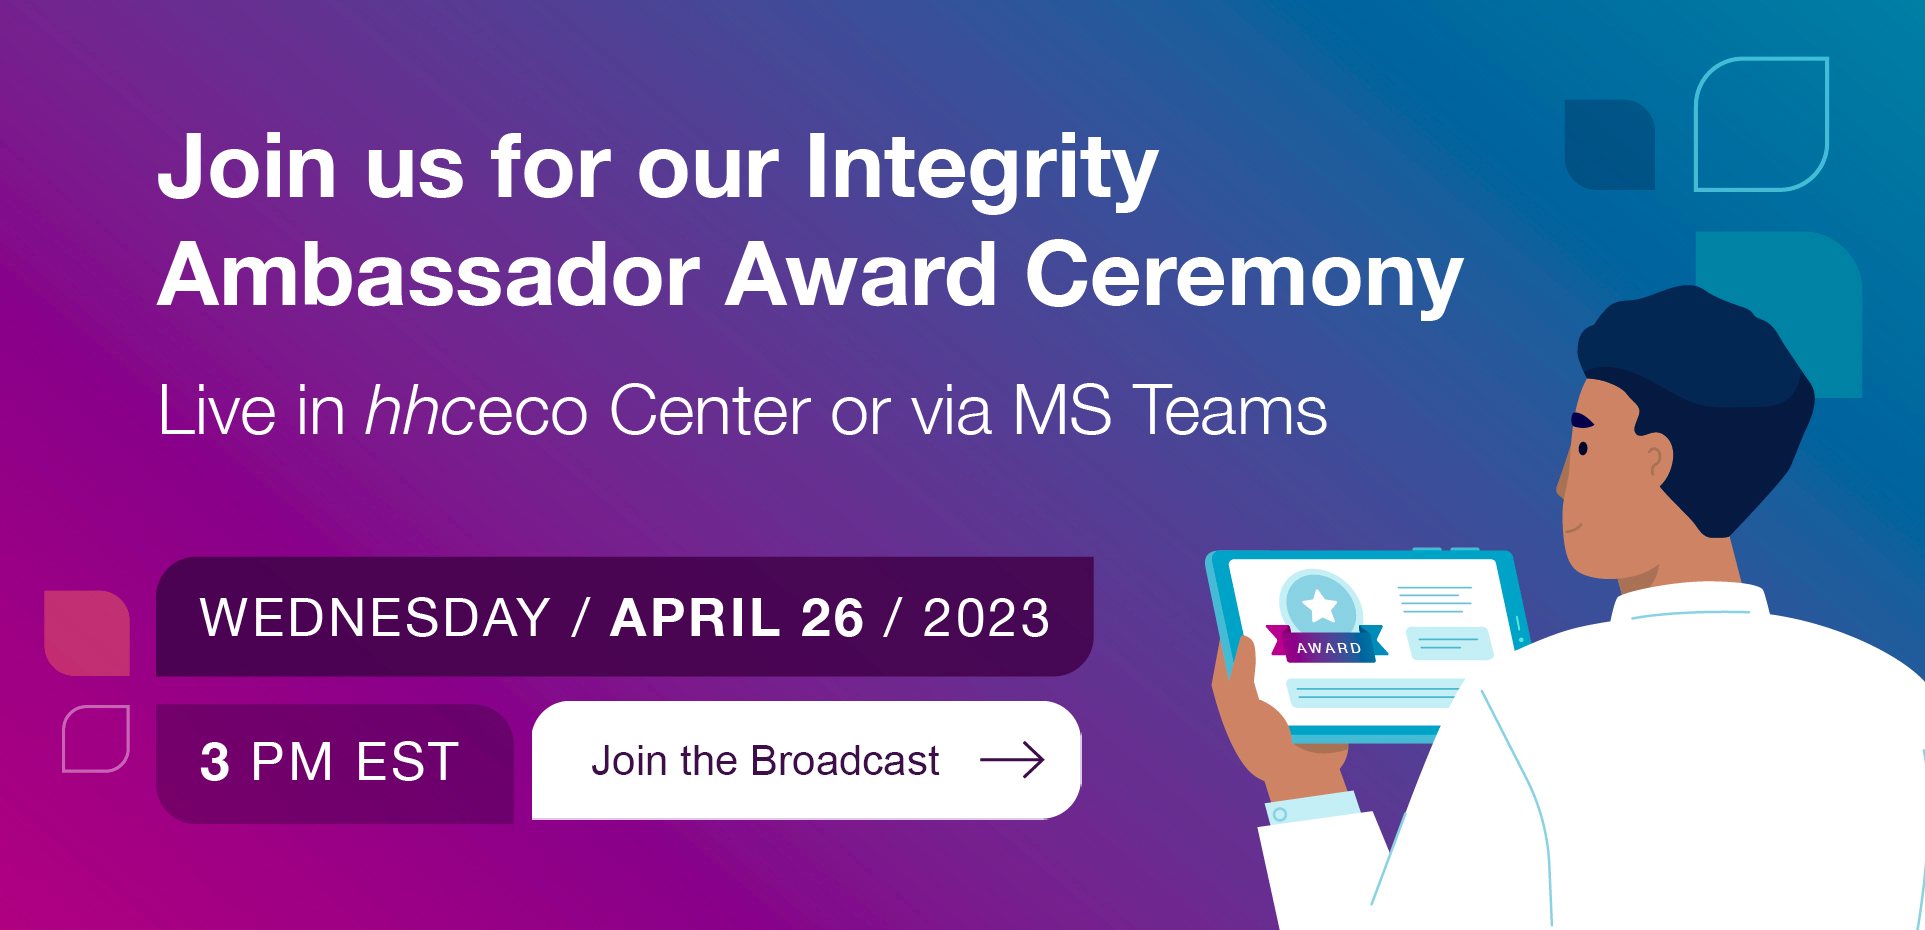 Join us for our Integrity
Ambassador Award Ceremony
Live in hhceco Center or via MS Teams
WEDNESDAY / APRIL 26 / 2023
3 PM EST
Join the Broadcast
AWARD